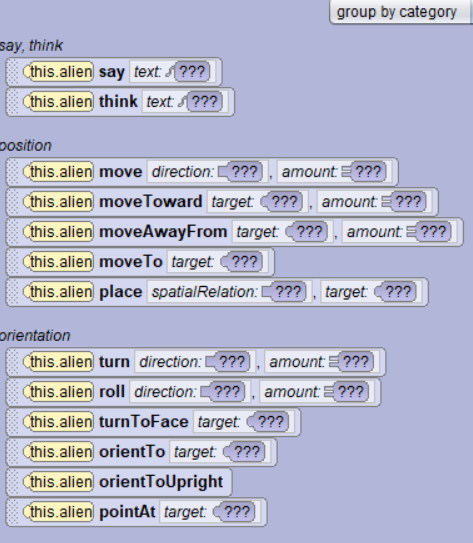 group by category
say, think
this.alien say text: ???
this.alien think text: ???
position
this.alien move direction: ??? , amount: ???
this.alien moveToward target: ??? , amount: ???
this.alien moveAwayFrom target: ??? , amount: ???
this.alien moveTo target: ???
this.alien place spatialRelation: ??? , target: ???
orientation
this.alien turn direction: ??? , amount: ???
this.alien roll direction: ??? , amount: ???
this.alien turnToFace target: ???
this.alien orientTo target: ???
this.alien orientToUpright
this.alien pointAt target: ???